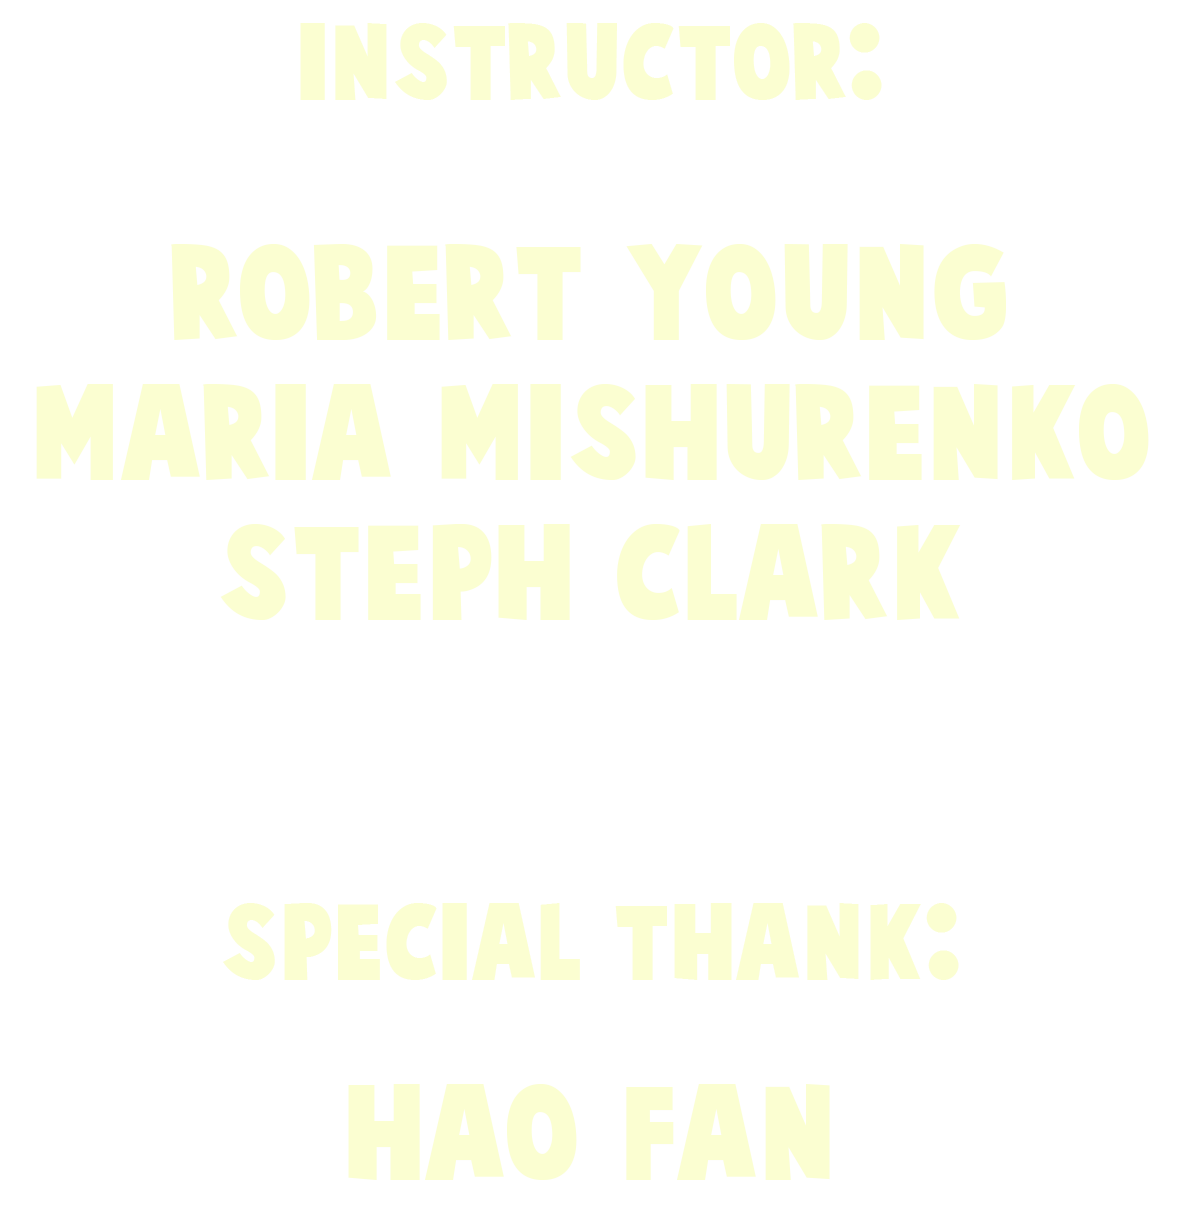 INSTRUCTOR:
ROBERT YOUNG
MARIA MISHURENKO
STEPH CLARK
SPECIAL THANK:
HAO FAN